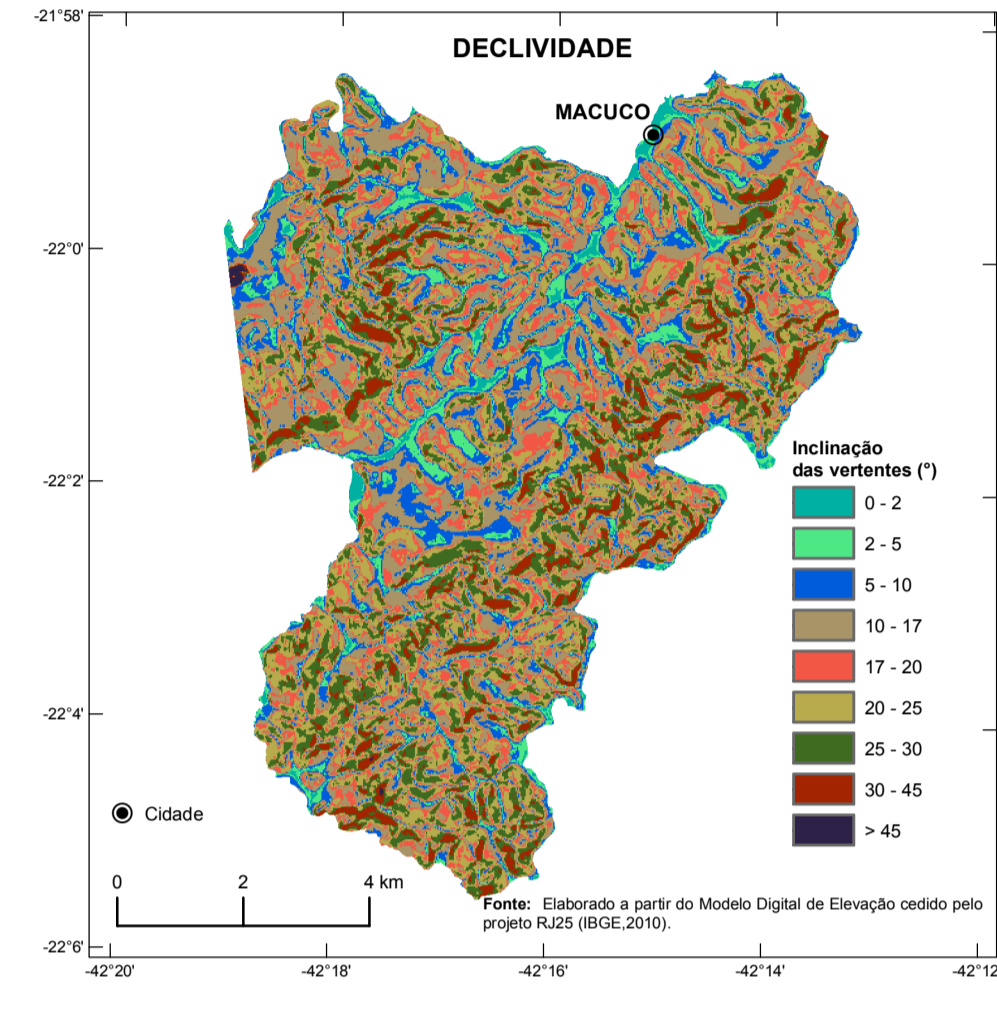 -21°58'
DECLIVIDADE
MACUCO
-22°0'
Inclinação
das vertentes (°)
-22°2'
0 - 2
2 - 5
5 - 10
10 - 17
17 - 20
20 - 25
-22°4'
25 - 30
30 - 45
Cidade
> 45
0 2 4 km
Fonte: Elaborado a partir do Modelo Digital de Elevação cedido pelo
projeto RJ25 (IBGE,2010).
-22°6'
-42°20' -42°18' -42°16' -42°14' -42°12